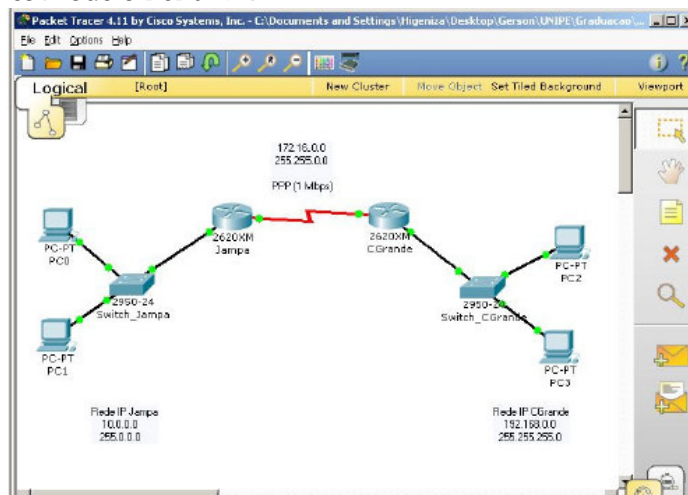 Packet Tracer 4.11 by Cisco Systems, Inc. - C:\Documents and Settings\Higeniza\Desktop\Gerson\UNIPE\Graduacao\...
File Edit Options Help
Logical [Root] New Cluster Move Object Set Tiled Background Viewport
172.16.0.0
255.255.0.0
PPP (1 Mbps)
2620XM
Jampa
2620XM
CGrande
PC-PT
PC0
PC-PT
PC2
2950-24
Switch_Jampa
2950-24
Switch_CGrande
PC-PT
PC1
PC-PT
PC3
Rede IP Jampa
10.0.0.0
255.0.0.0
Rede IP CGrande
192.168.0.0
255.255.255.0